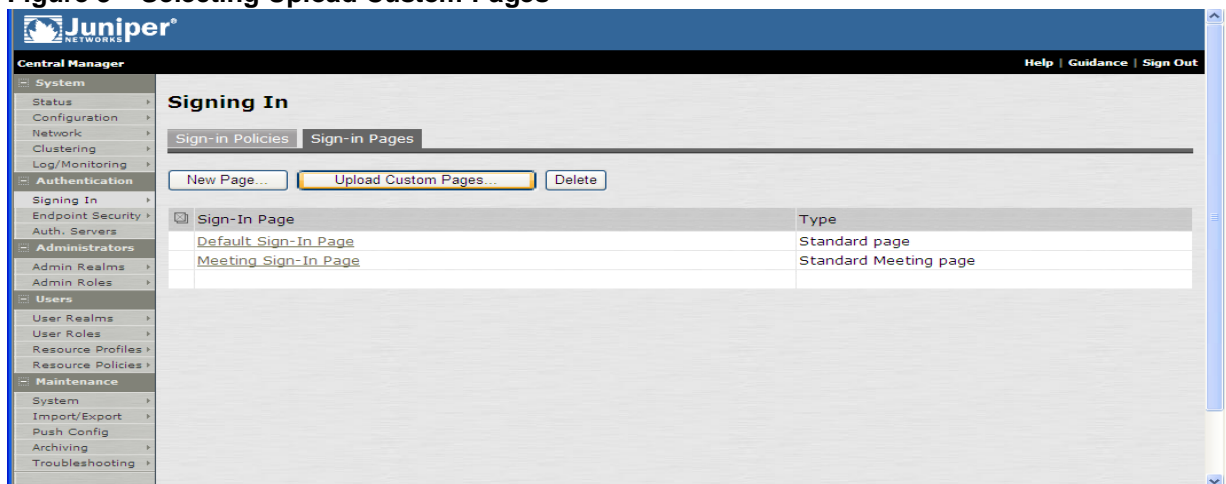 Figure 3 – Selecting Upload Custom Pages
Juniper®
NETWORKS
Central Manager
Help | Guidance | Sign Out
System
Status
Configuration
Network
Clustering
Log/Monitoring
Authentication
Signing In
Endpoint Security
Auth. Servers
Administrators
Admin Realms
Admin Roles
Users
User Realms
User Roles
Resource Profiles
Resource Policies
Maintenance
System
Import/Export
Push Config
Archiving
Troubleshooting
Signing In
Sign-in Policies Sign-in Pages
New Page... Upload Custom Pages... Delete
Sign-In Page Type
Default Sign-In Page Standard page
Meeting Sign-In Page Standard Meeting page